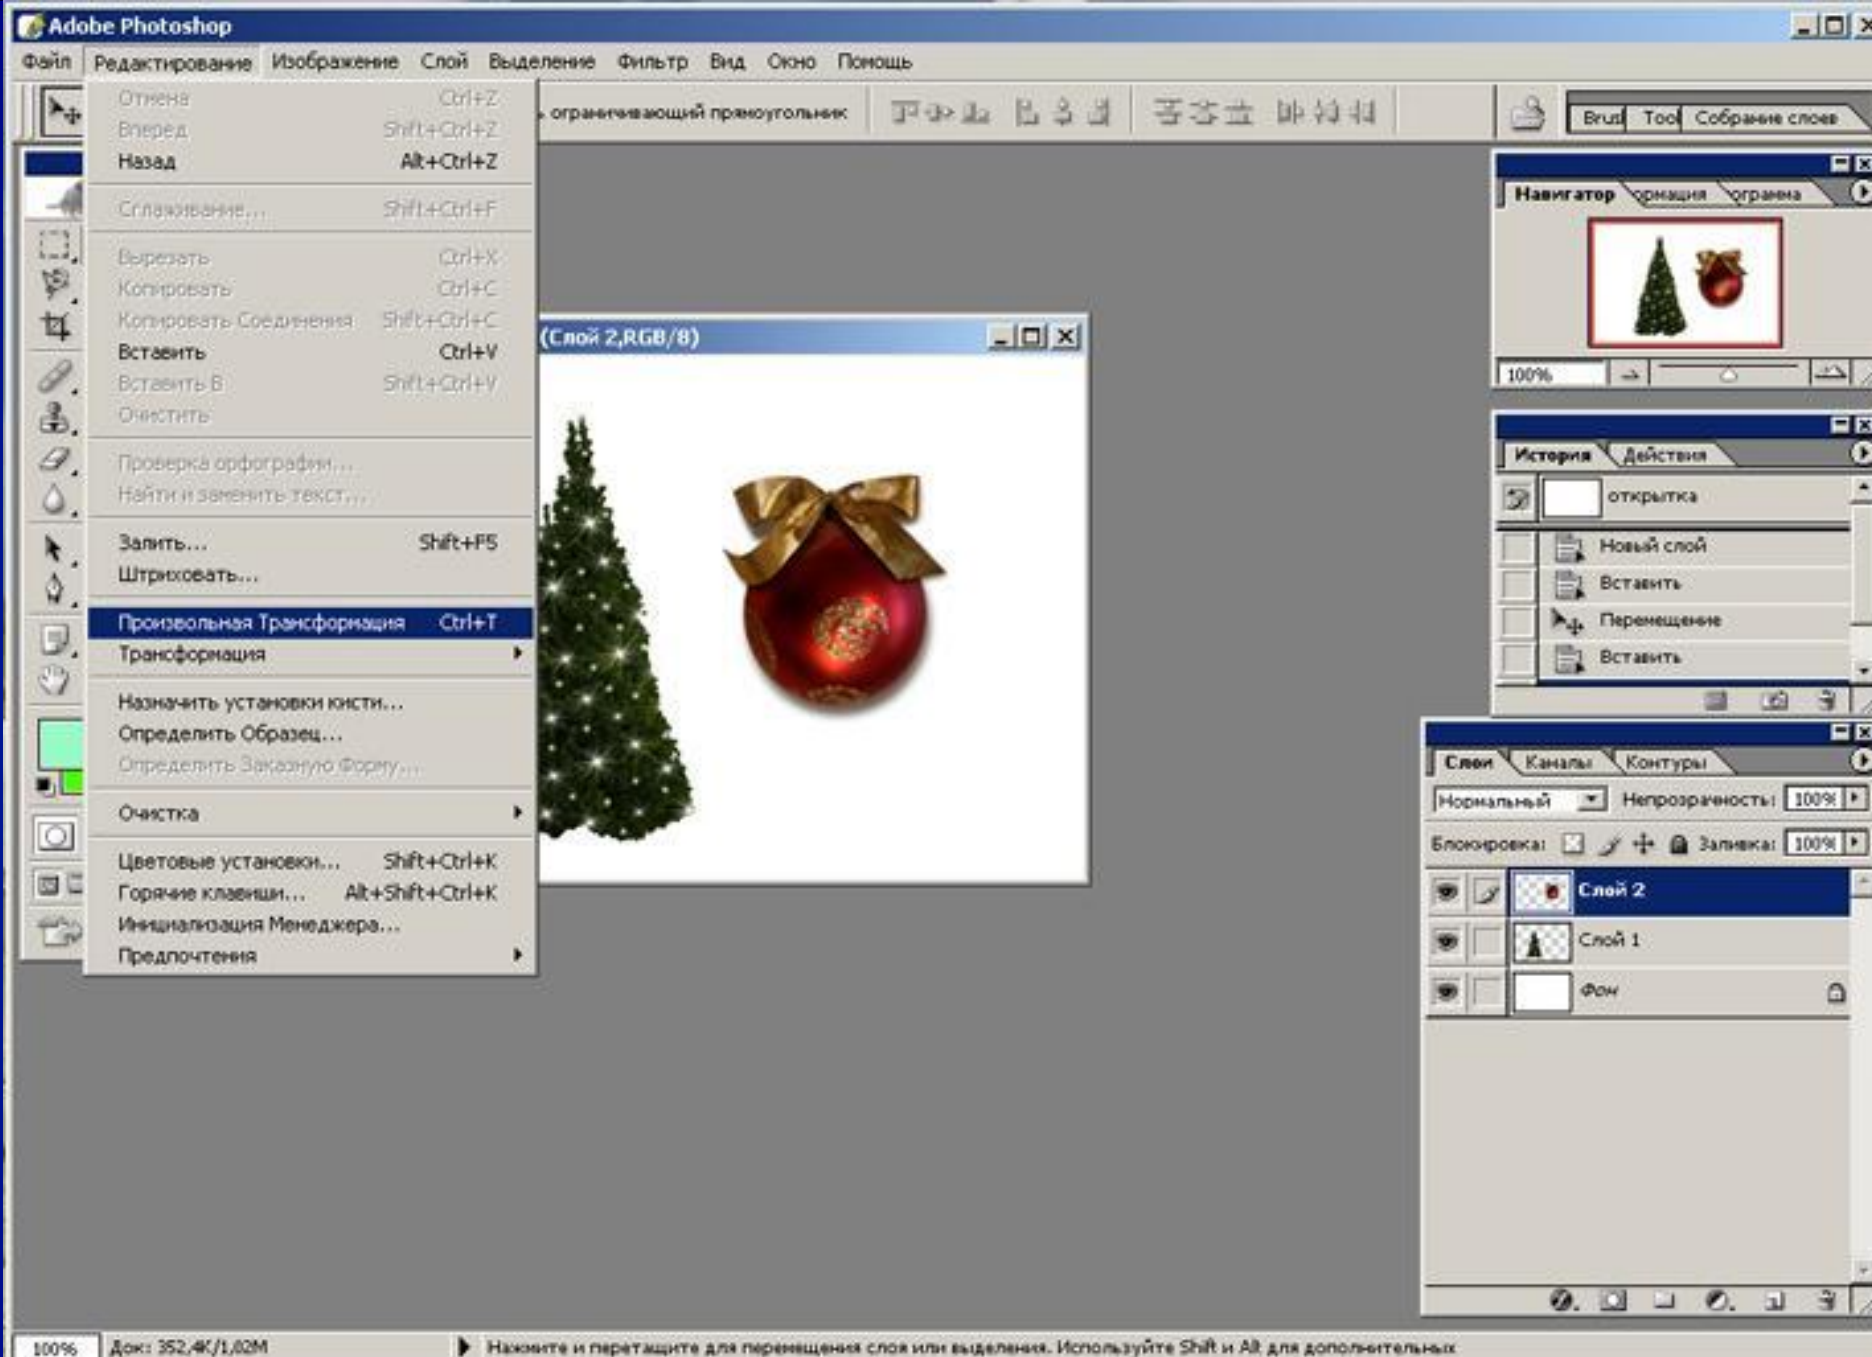 Adobe Photoshop
Файл Редактирование Изображение Слой Выделение Фильтр Вид Окно Помощь
ограничивающий прямоугольник
Brus Tool Собрание слоев
Отмена Ctrl+Z
Вперед Shift+Ctrl+Z
Назад Alt+Ctrl+Z
Сглаживание... Shift+Ctrl+F
Вырезать Ctrl+X
Копировать Ctrl+C
Копировать Соединения Shift+Ctrl+C
Вставить Ctrl+V
Вставить В Shift+Ctrl+V
Очистить
Проверка орфографии...
Найти и заменить текст...
Залить... Shift+F5
Штриховать...
Произвольная Трансформация Ctrl+T
Трансформация
Назначить установки кисти...
Определить Образец...
Определить Заказную Форму...
Очистка
Цветовые установки... Shift+Ctrl+K
Горячие клавиши... Alt+Shift+Ctrl+K
Инициализация Менеджера...
Предпочтения
(Слой 2,RGB/8)
Навигатор ормация ограмма
100%
История Действия
открытка
Новый слой
Вставить
Перемещение
Вставить
Слои Каналы Контуры
Нормальный Непрозрачность: 100%
Блокировка: Заливка: 100%
Слой 2
Слой 1
Фон
100% Док: 352,4K/1,02M Нажмите и перетащите для перемещения слоя или выделения. Используйте Shift и Alt для дополнительных